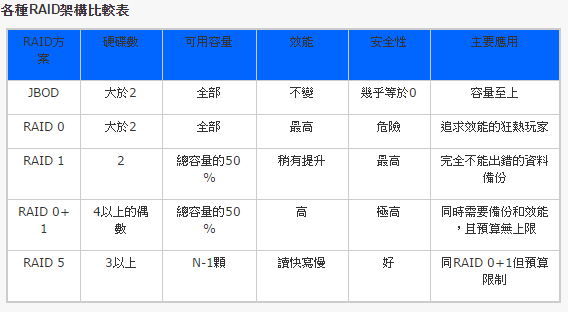 各種RAID架構比較表
RAID方案 硬碟數 可用容量 效能 安全性 主要應用
JBOD 大於2 全部 不變 幾乎等於0 容量至上
RAID 0 大於2 全部 最高 危險 追求效能的狂熱玩家
RAID 1 2 總容量的50% 稍有提升 最高 完全不能出錯的資料備份
RAID 0+1 4以上的偶數 總容量的50% 高 極高 同時需要備份和效能，且預算無上限
RAID 5 3以上 N-1顆 讀快寫慢 好 同RAID 0+1但預算限制